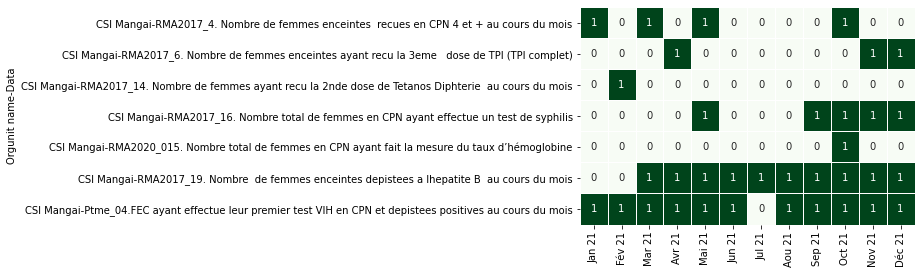 Orgunit name-Data
CSI Mangai-RMA2017_4. Nombre de femmes enceintes  recues en CPN 4 et + au cours du mois 1 0 1 0 1 0 0 0 0 1 0 0
CSI Mangai-RMA2017_6. Nombre de femmes enceintes ayant recu la 3eme   dose de TPI (TPI complet) 0 0 0 1 0 0 0 0 0 0 1 1
CSI Mangai-RMA2017_14. Nombre de femmes ayant recu la 2nde dose de Tetanos Diphterie  au cours du mois 0 1 0 0 0 0 0 0 0 0 0 0
CSI Mangai-RMA2017_16. Nombre total de femmes en CPN ayant effectue un test de syphilis 0 0 0 0 1 0 0 0 1 1 1 1
CSI Mangai-RMA2020_015. Nombre total de femmes en CPN ayant fait la mesure du taux d’hémoglobine 0 0 0 0 0 0 0 0 0 1 0 0
CSI Mangai-RMA2017_19. Nombre  de femmes enceintes depistees a lhepatite B  au cours du mois 0 0 1 1 1 1 1 1 1 1 1 1
CSI Mangai-Ptme_04.FEC ayant effectue leur premier test VIH en CPN et depistees positives au cours du mois 1 1 1 1 1 1 0 1 1 1 1 1
Jan 21 Fév 21 Mar 21 Avr 21 Mai 21 Jun 21 Jul 21 Aou 21 Sep 21 Oct 21 Nov 21 Déc 21